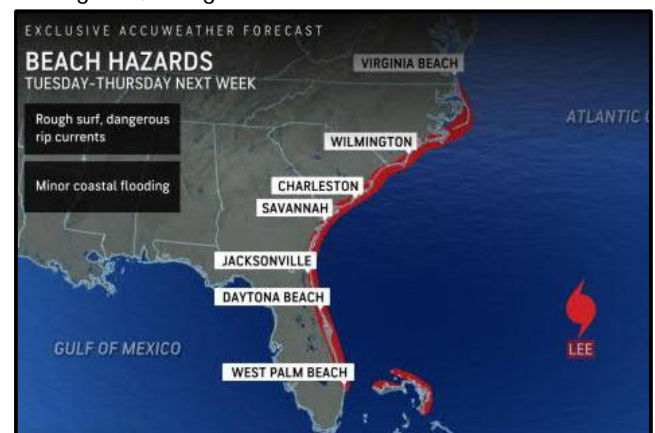 EXCLUSIVE ACCUWEATHER FORECAST
BEACH HAZARDS
TUESDAY-THURSDAY NEXT WEEK
Rough surf, dangerous
rip currents
Minor coastal flooding
VIRGINIA BEACH
ATLANTIC
WILMINGTON
CHARLESTON
SAVANNAH
JACKSONVILLE
DAYTONA BEACH
GULF OF MEXICO
LEE
WEST PALM BEACH